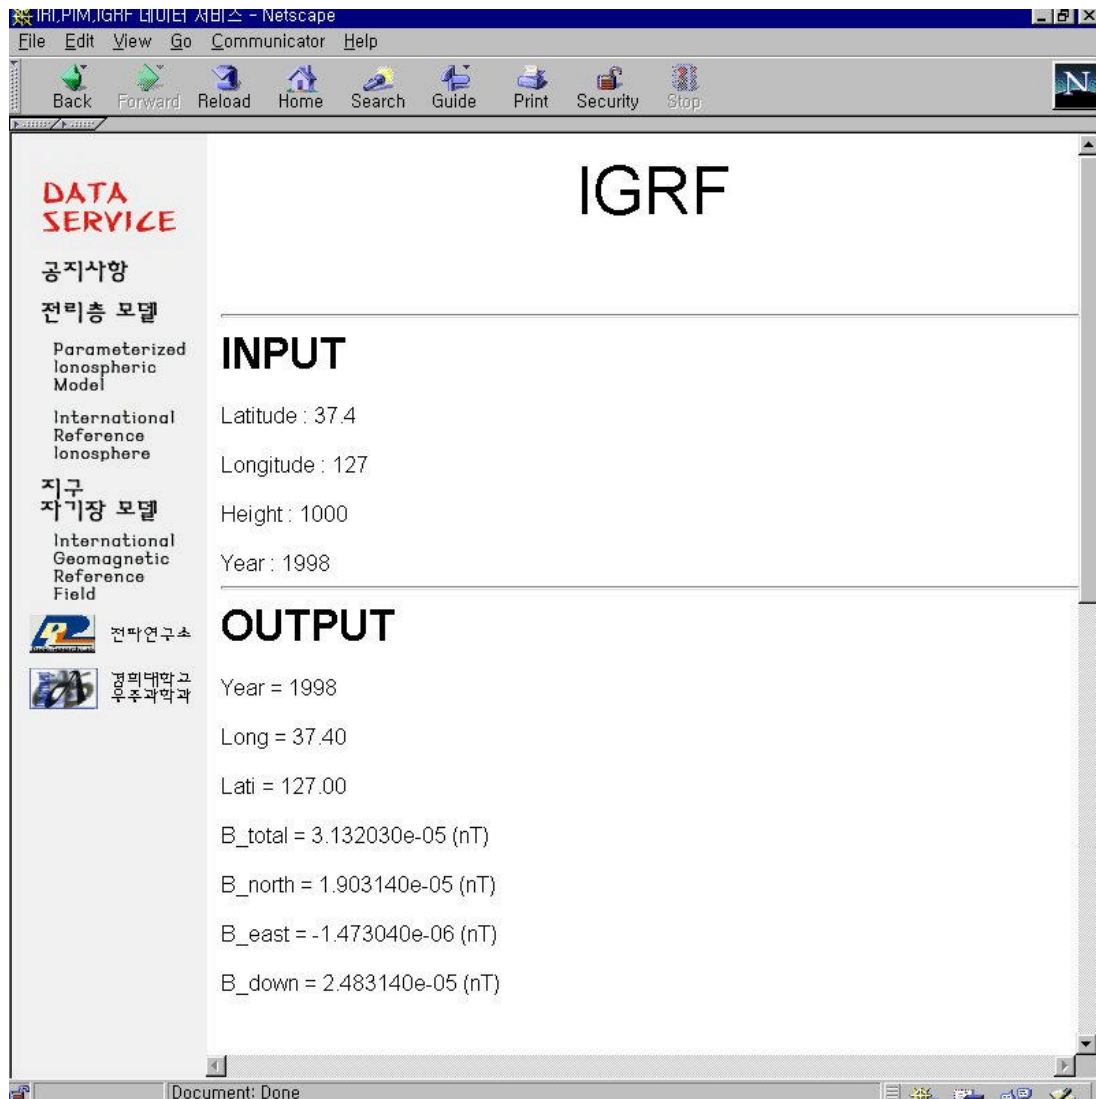 IRI,PIM,IGRF 데이터 서비스 - Netscape
File Edit View Go Communicator Help
Back Forward Reload Home Search Guide Print Security Stop
N
DATA
SERVICE
공지사항
전리층 모델
Parameterized
Ionospheric
Model
International
Reference
Ionosphere
지구
자기장 모델
International
Geomagnetic
Reference
Field
전파연구소
경희대학교
우주과학과
IGRF
INPUT
Latitude : 37.4
Longitude : 127
Height : 1000
Year : 1998
OUTPUT
Year = 1998
Long = 37.40
Lati = 127.00
B_total = 3.132030e-05 (nT)
B_north = 1.903140e-05 (nT)
B_east = -1.473040e-06 (nT)
B_down = 2.483140e-05 (nT)
Document: Done